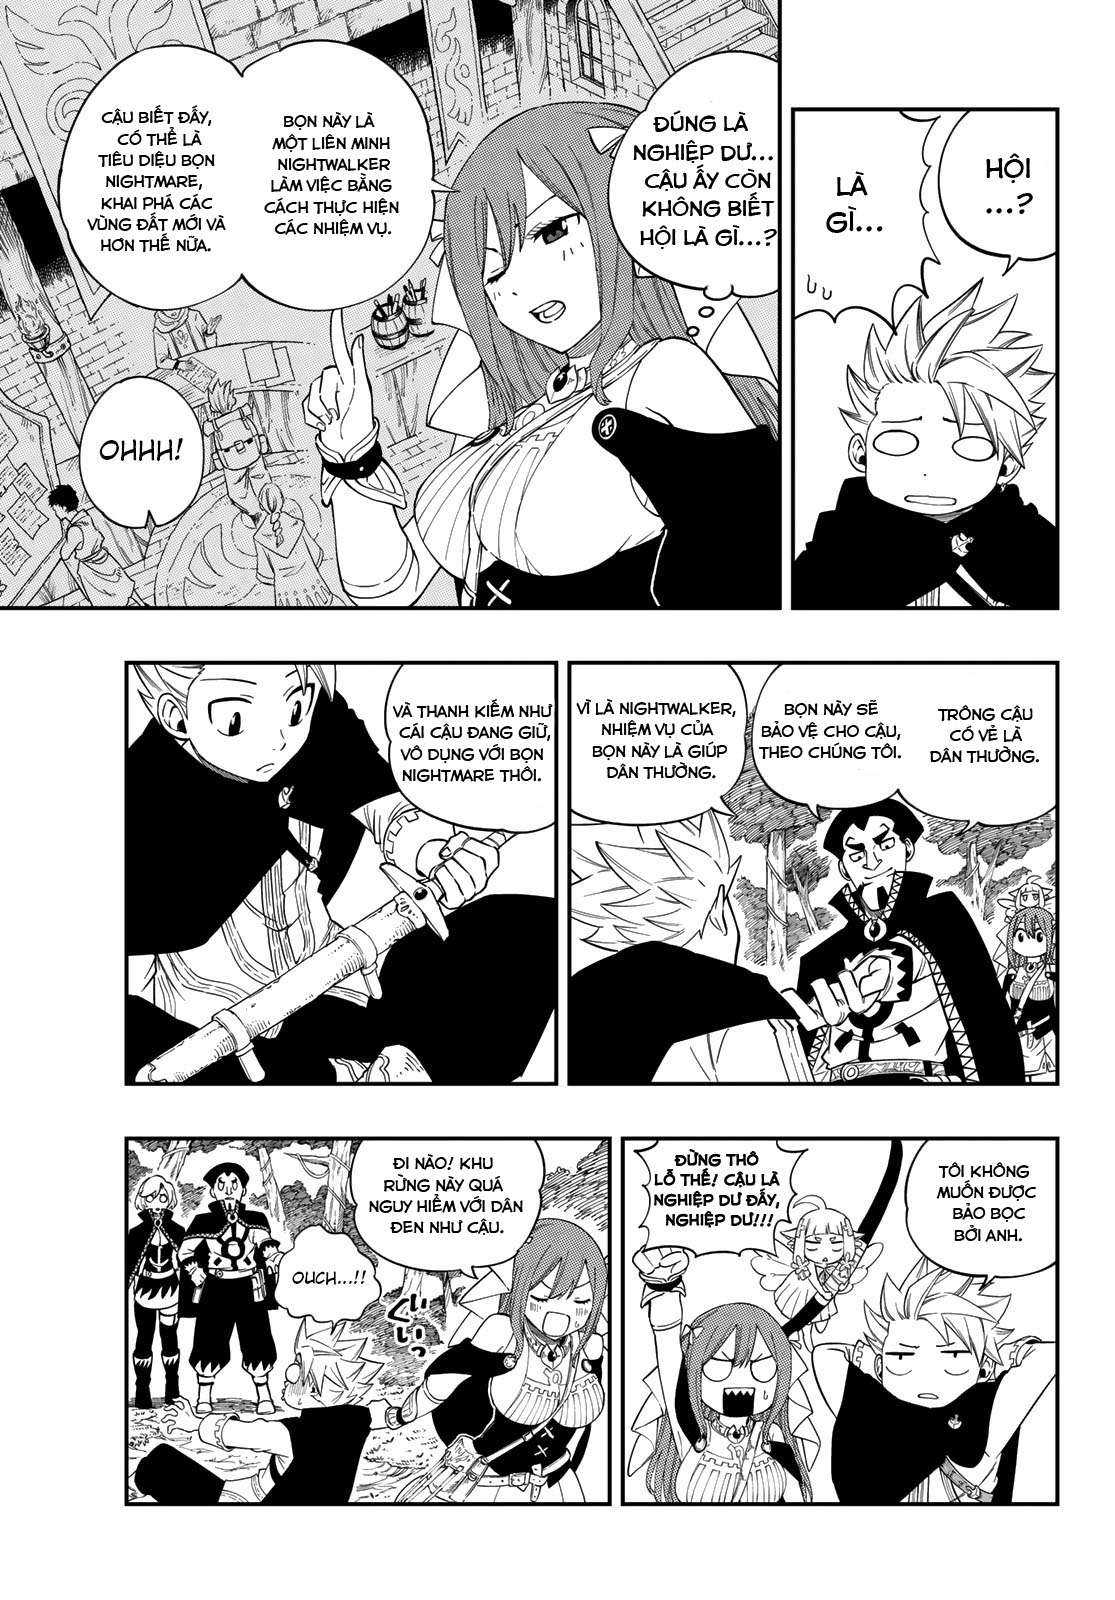 HỘI
...?
LÀ
GÌ...
ĐÚNG LÀ
NGHIỆP DƯ...
CẬU ẤY CÒN
KHÔNG BIẾT
HỘI LÀ GÌ...?
BỌN NÀY LÀ
MỘT LIÊN MINH
NIGHTWALKER
LÀM VIỆC BẰNG
CÁCH THỰC HIỆN
CÁC NHIỆM VỤ.
CẬU BIẾT ĐẤY,
CÓ THỂ LÀ
TIÊU DIỆU BỌN
NIGHTMARE,
KHAI PHÁ CÁC
VÙNG ĐẤT MỚI VÀ
HƠN THẾ NỮA.
OHHH!
TRÔNG CẬU
CÓ VẺ LÀ
DÂN THƯỜNG.
BỌN NÀY SẼ
BẢO VỆ CHO CẬU,
THEO CHÚNG TÔI.
VÌ LÀ NIGHTWALKER,
NHIỆM VỤ CỦA
BỌN NÀY LÀ GIÚP
DÂN THƯỜNG.
VÀ THANH KIẾM NHƯ
CÁI CẬU ĐANG GIỮ,
VÔ DỤNG VỚI BỌN
NIGHTMARE THÔI.
TÔI KHÔNG
MUỐN ĐƯỢC
BẢO BỌC
BỞI ANH.
ĐỪNG THÔ
LỖ THẾ! CẬU LÀ
NGHIỆP DƯ ĐẤY,
NGHIỆP DƯ!!!
ĐI NÀO! KHU
RỪNG NÀY QUÁ
NGUY HIỂM VỚI DÂN
ĐEN NHƯ CẬU.
OUCH...!!
ぐいぐいっ